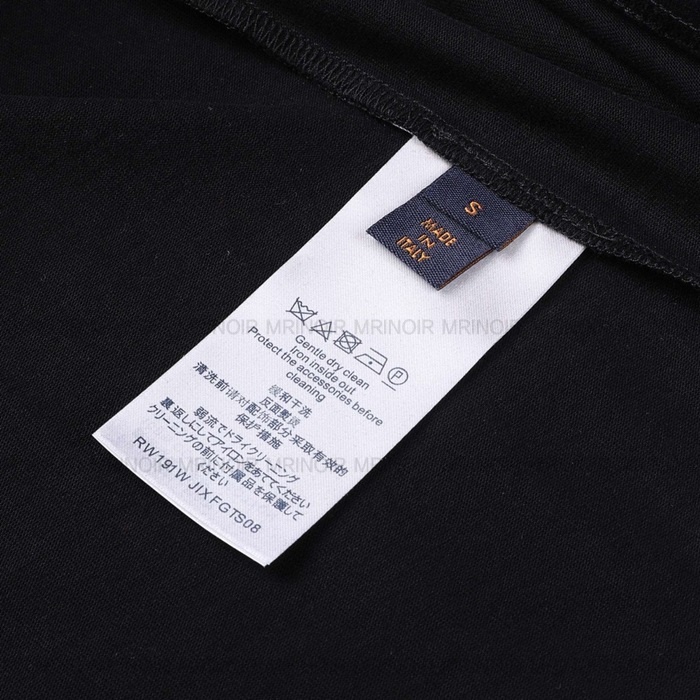 S
MADE
IN
ITALY
MRINOIR MRINOIR MRINOIR MRINOIR
Gentle dry clean
Iron inside out
Protect the accessories before
cleaning
缓和干洗
反面熨烫
清洗前请对配饰部分采取有效的
保护措施
弱流でドライクリーニング
裏返しにしてアイロンをあててください
クリーニングの前に付属品を保護して
ください
RW191W JIX FGTS08